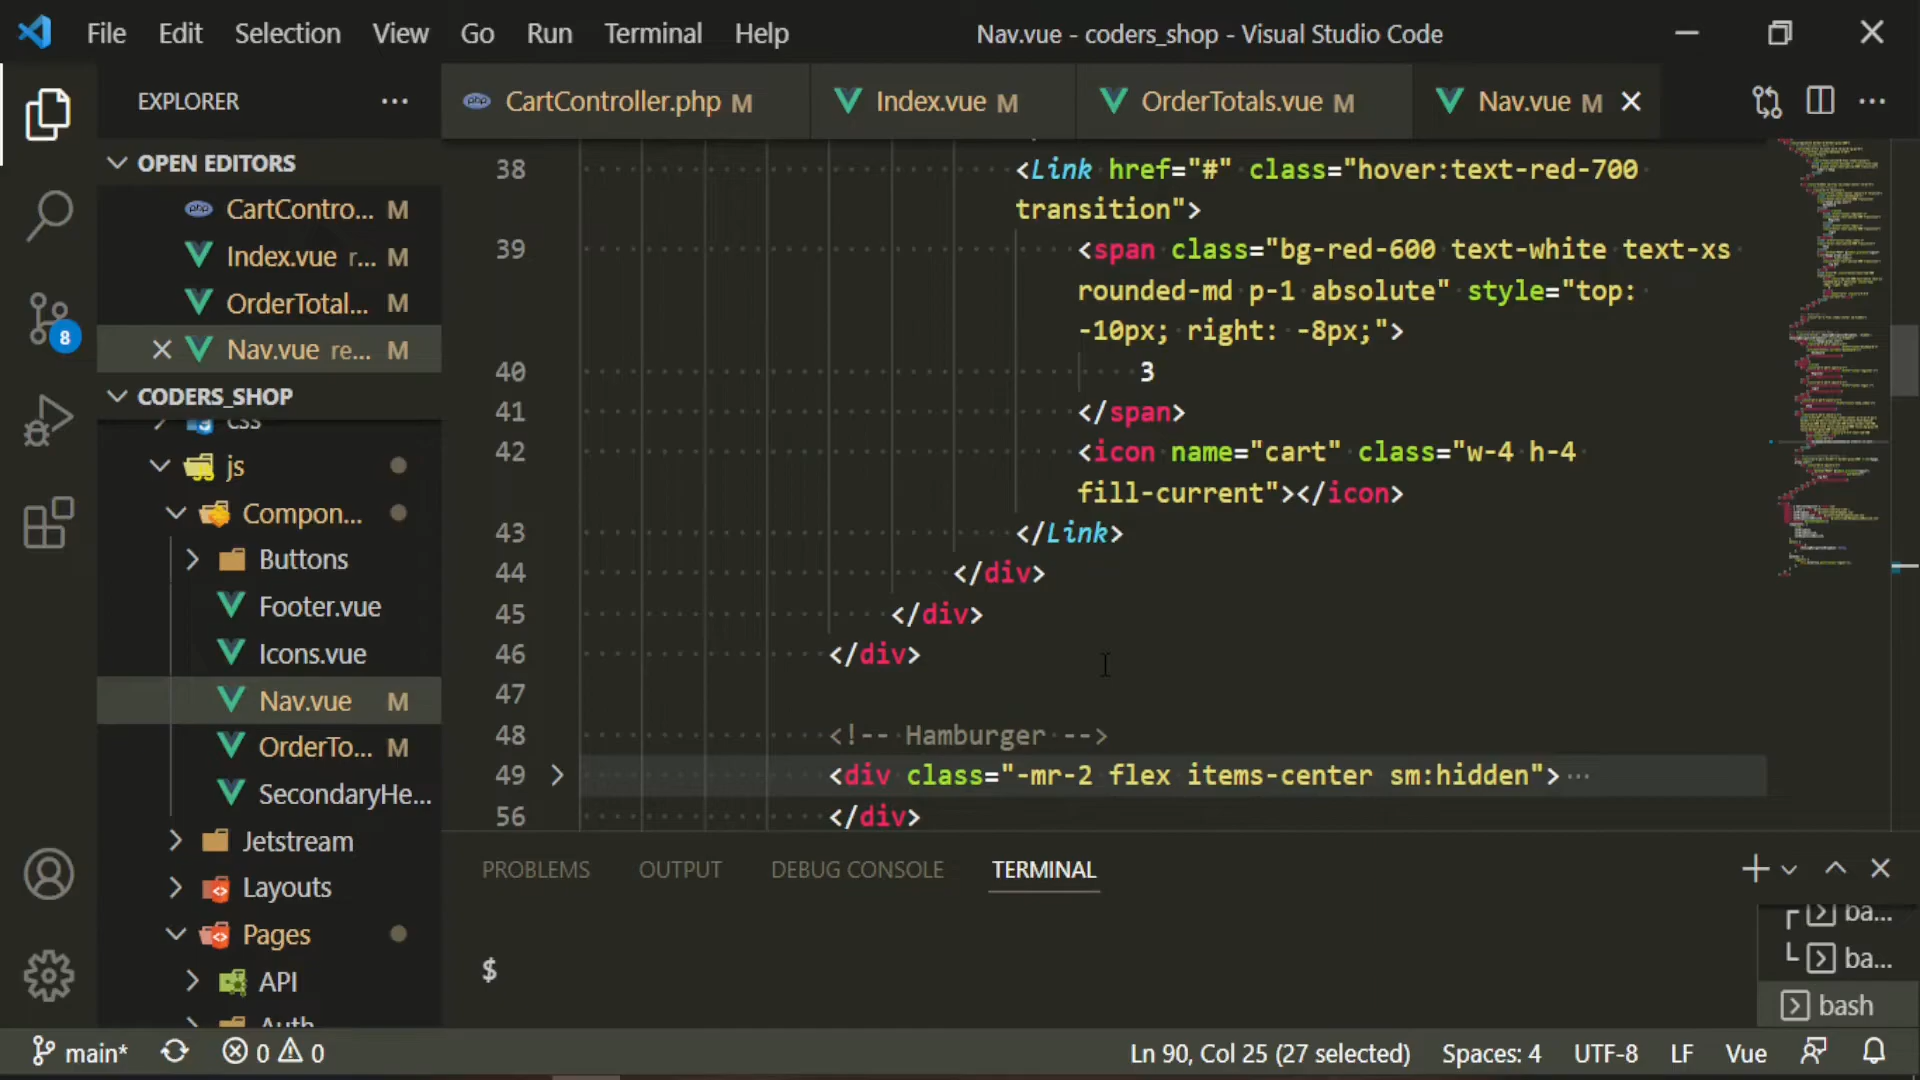 File Edit Selection View Go Run Terminal Help
Nav.vue - coders_shop - Visual Studio Code
EXPLORER
php CartController.php M
Index.vue M
OrderTotals.vue M
Nav.vue M
OPEN EDITORS
php CartContro... M
Index.vue r... M
OrderTotal... M
Nav.vue re... M
CODERS_SHOP
css
js
Compon...
Buttons
Footer.vue
Icons.vue
Nav.vue M
OrderTo... M
SecondaryHe...
Jetstream
Layouts
Pages
API
Auth
8
38 <Link href="#" class="hover:text-red-700
transition">
39 <span class="bg-red-600 text-white text-xs
rounded-md p-1 absolute" style="top:
-10px; right: -8px;">
40 3
41 </span>
42 <icon name="cart" class="w-4 h-4
fill-current"></icon>
43 </Link>
44 </div>
45 </div>
46 </div>
47
48 <!-- Hamburger -->
49 <div class="-mr-2 flex items-center sm:hidden">...
56 </div>
PROBLEMS OUTPUT DEBUG CONSOLE TERMINAL
$
ba...
ba...
bash
main* 0 0
Ln 90, Col 25 (27 selected) Spaces: 4 UTF-8 LF Vue